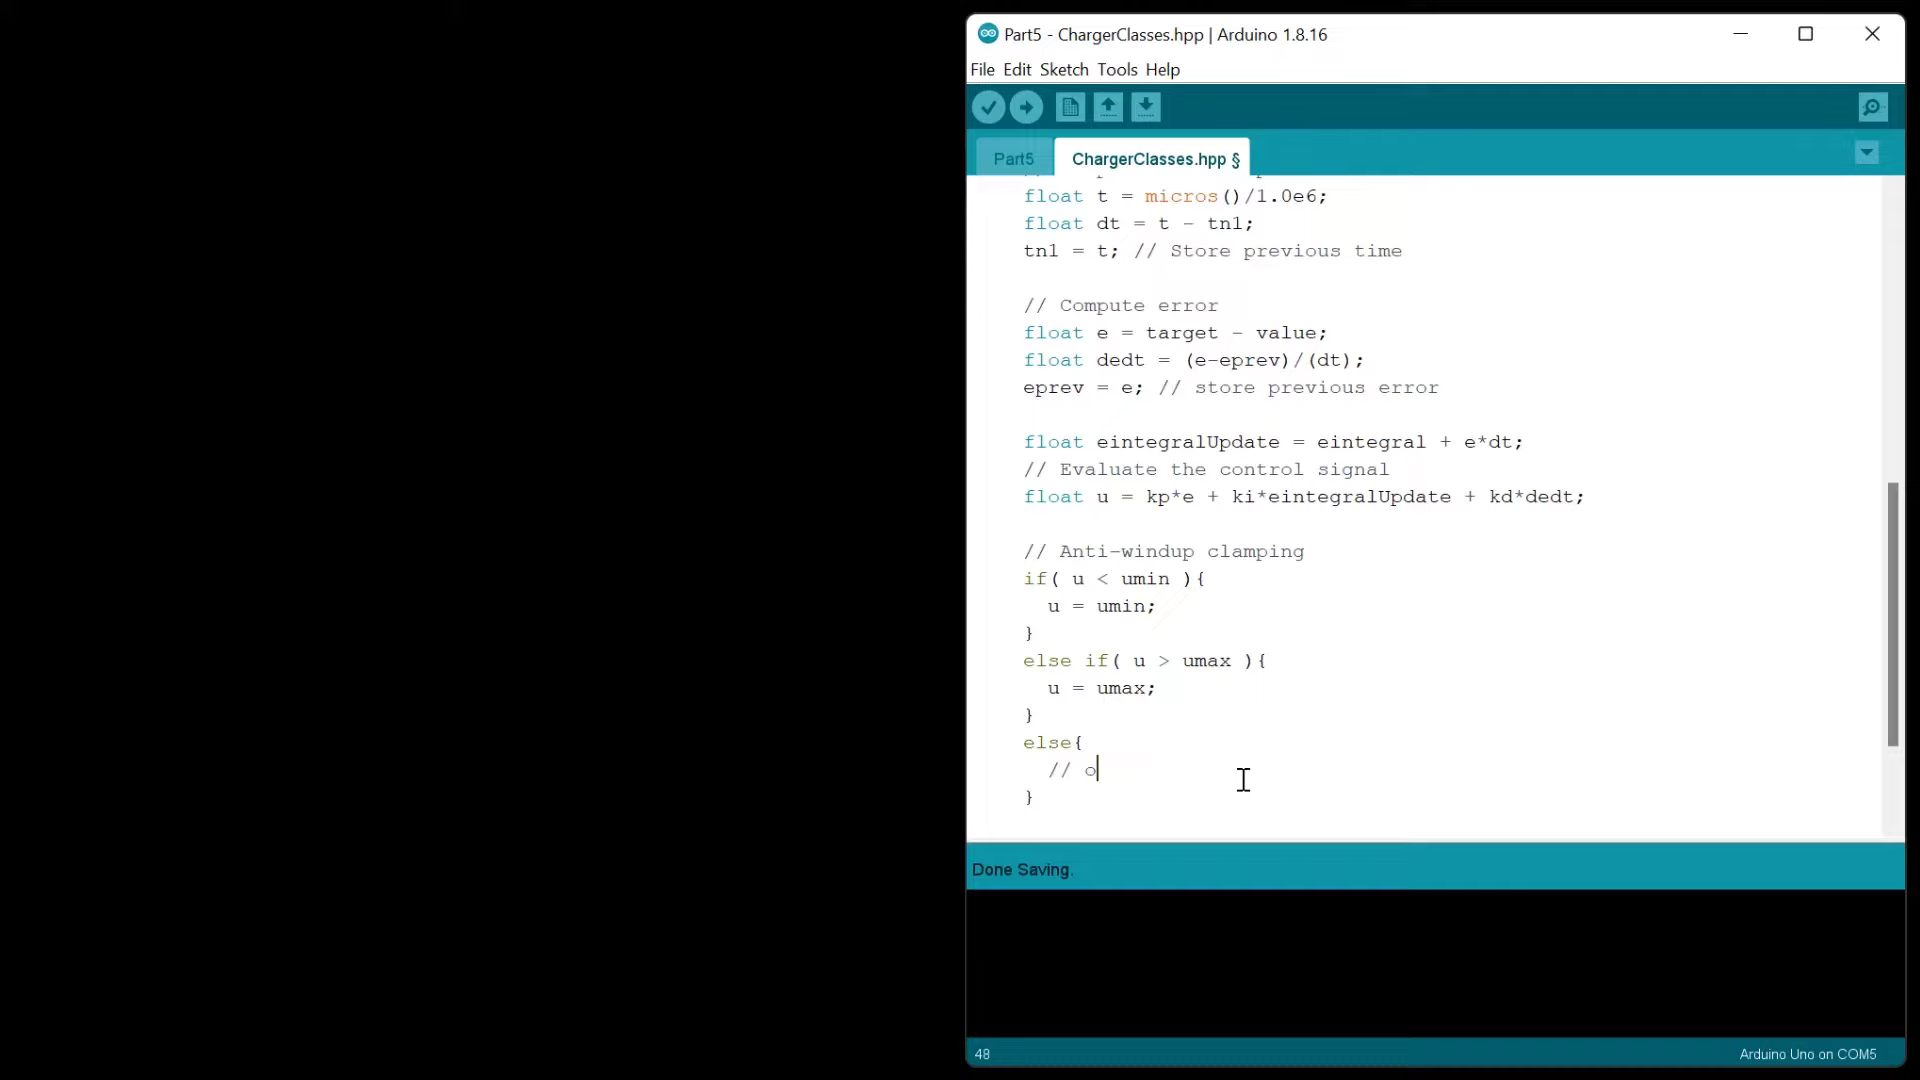 Part5 - ChargerClasses.hpp | Arduino 1.8.16
File Edit Sketch Tools Help
Part5
ChargerClasses.hpp §
float t = micros()/1.0e6;
float dt = t - tn1;
tn1 = t; // Store previous time
// Compute error
float e = target - value;
float dedt = (e-eprev)/(dt);
eprev = e; // store previous error
float eintegralUpdate = eintegral + e*dt;
// Evaluate the control signal
float u = kp*e + ki*eintegralUpdate + kd*dedt;
// Anti-windup clamping
if( u < umin ){
u = umin;
}
else if( u > umax ){
u = umax;
}
else{
// o
}
Done Saving.
48
Arduino Uno on COM5